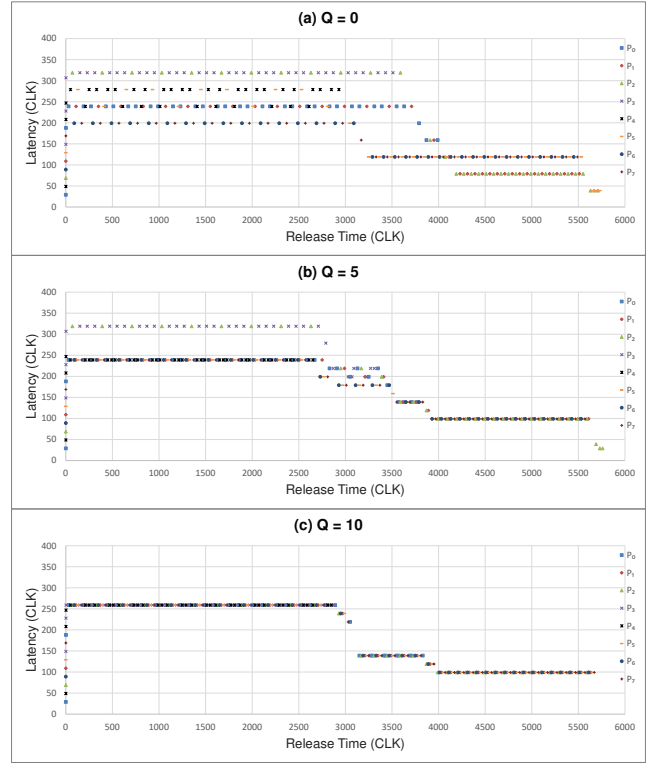 (a) Q = 0
Latency (CLK)
400
350
300
250
200
150
100
50
0
0 500 1000 1500 2000 2500 3000 3500 4000 4500 5000 5500 6000
Release Time (CLK)
P₀
P₁
P₂
P₃
P₄
P₅
P₆
P₇
(b) Q = 5
Latency (CLK)
400
350
300
250
200
150
100
50
0
0 500 1000 1500 2000 2500 3000 3500 4000 4500 5000 5500 6000
Release Time (CLK)
P₀
P₁
P₂
P₃
P₄
P₅
P₆
P₇
(c) Q = 10
Latency (CLK)
400
350
300
250
200
150
100
50
0
0 500 1000 1500 2000 2500 3000 3500 4000 4500 5000 5500 6000
Release Time (CLK)
P₀
P₁
P₂
P₃
P₄
P₅
P₆
P₇